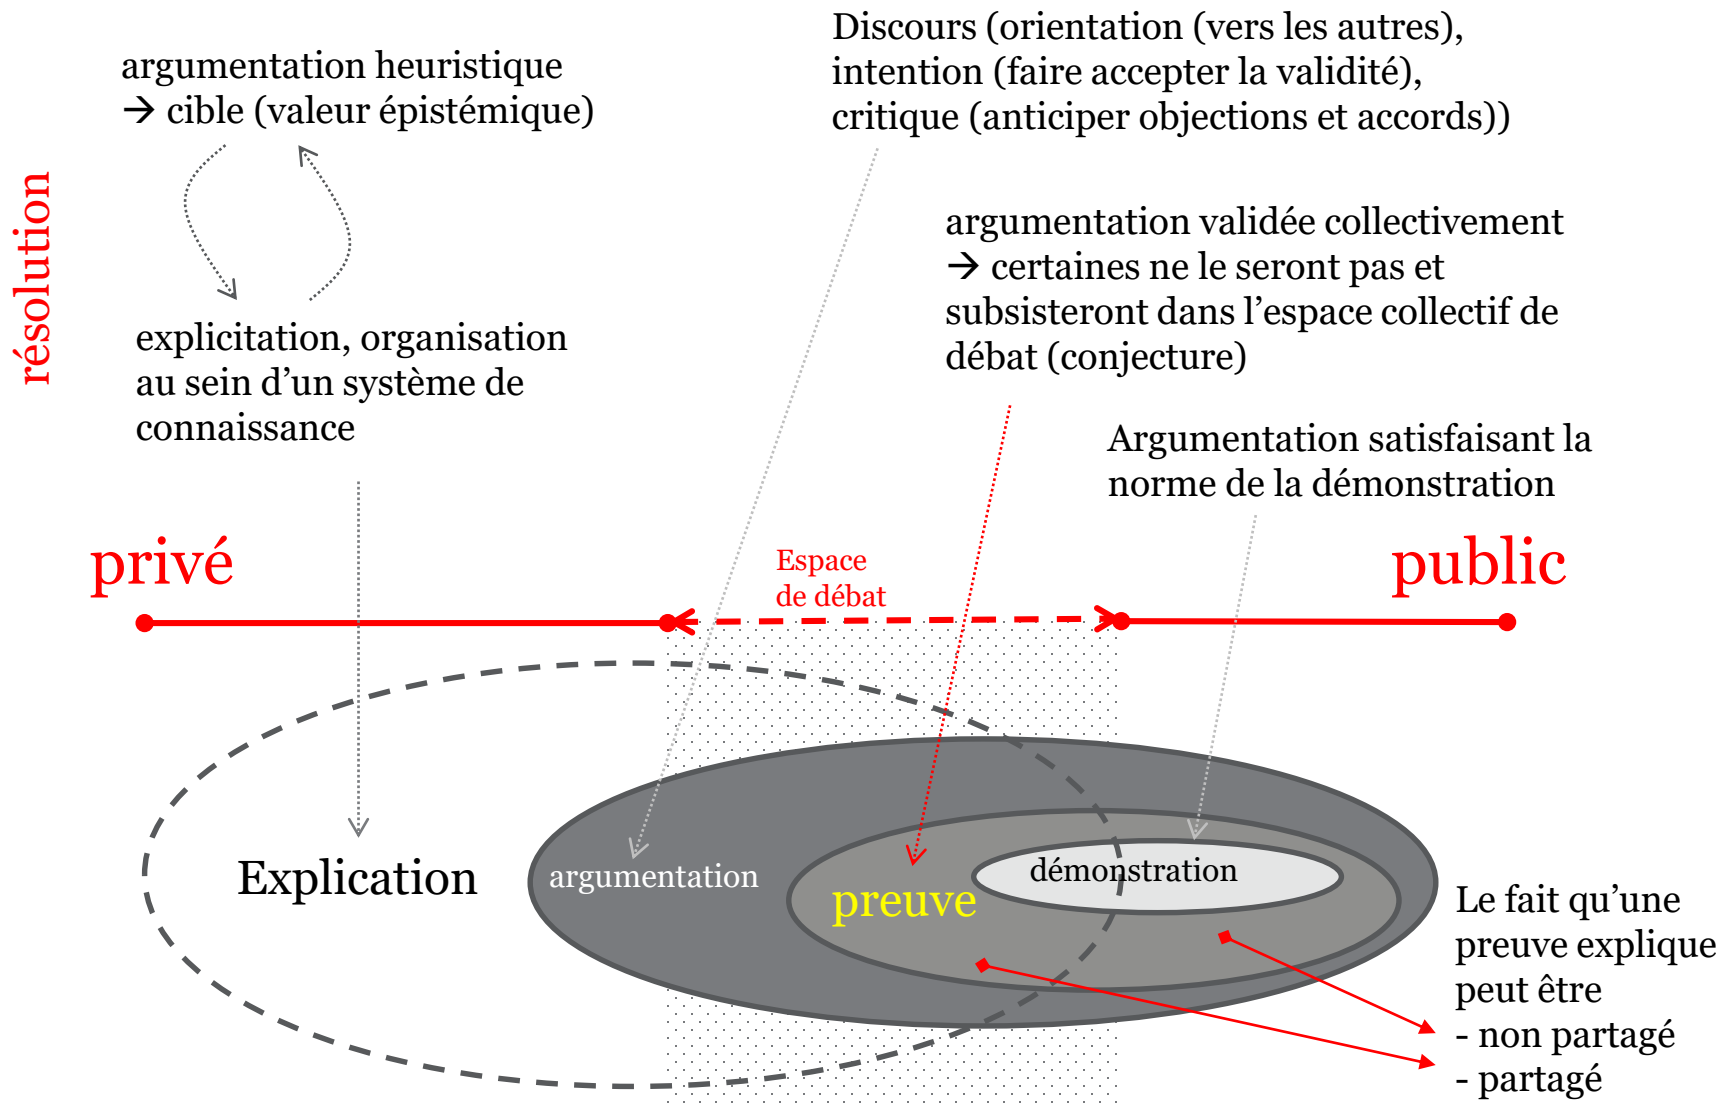 argumentation heuristique
→ cible (valeur épistémique)
Discours (orientation (vers les autres),
intention (faire accepter la validité),
critique (anticiper objections et accords))
résolution
argumentation validée collectivement
→ certaines ne le seront pas et
subsisteront dans l’espace collectif de
débat (conjecture)
explicitation, organisation
au sein d’un système de
connaissance
Argumentation satisfaisant la
norme de la démonstration
privé
Espace
de débat
public
Explication
argumentation
preuve
démonstration
Le fait qu’une
preuve explique
peut être
- non partagé
- partagé